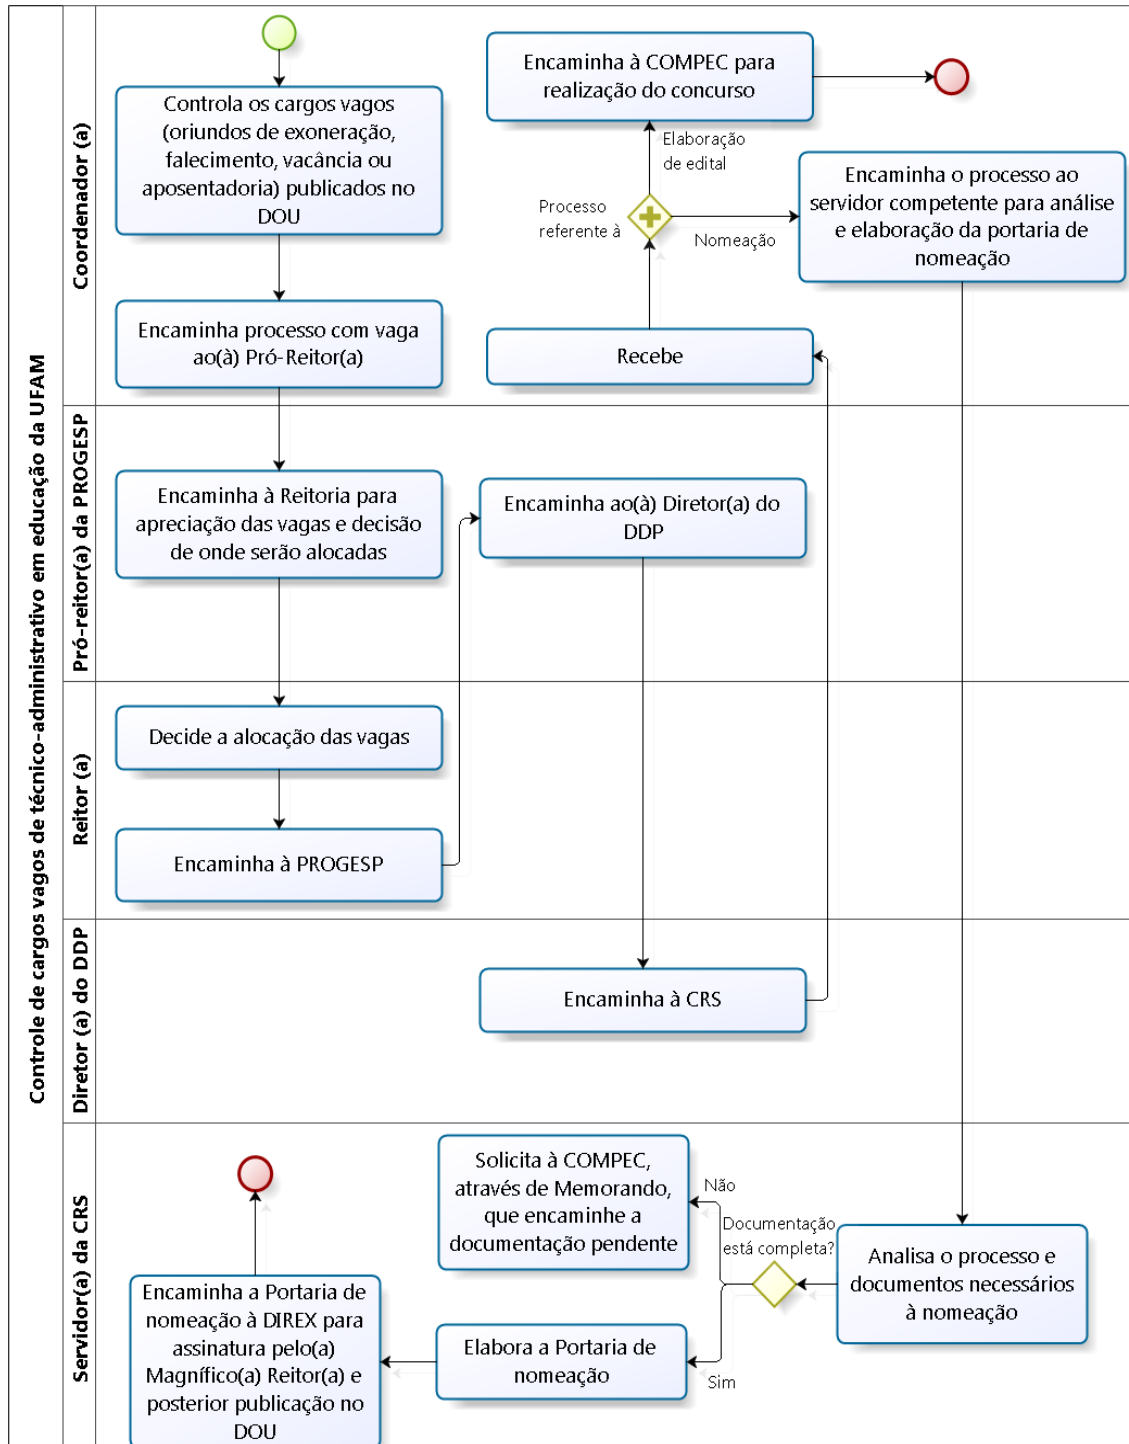 Controle de cargos vagos de técnico-administrativo em educação da UFAM
Coordenador (a)
Controla os cargos vagos
(oriundos de exoneração,
falecimento, vacância ou
aposentadoria) publicados no
DOU
Encaminha processo com vaga
ao(à) Pró-Reitor(a)
Encaminha à COMPEC para
realização do concurso
Elaboração
de edital
Processo
referente à
Nomeação
Encaminha o processo ao
servidor competente para análise
e elaboração da portaria de
nomeação
Recebe
Pró-reitor(a) da PROGESP
Encaminha à Reitoria para
apreciação das vagas e decisão
de onde serão alocadas
Encaminha ao(à) Diretor(a) do
DDP
Reitor (a)
Decide a alocação das vagas
Encaminha à PROGESP
Diretor (a) do DDP
Encaminha à CRS
Servidor(a) da CRS
Solicita à COMPEC,
através de Memorando,
que encaminhe a
documentação pendente
Não
Documentação
está completa?
Analisa o processo e
documentos necessários
à nomeação
Sim
Elabora a Portaria de
nomeação
Encaminha a Portaria de
nomeação à DIREX para
assinatura pelo(a)
Magnífico(a) Reitor(a) e
posterior publicação no
DOU